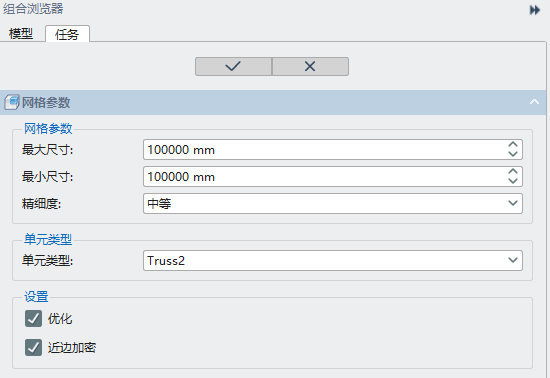 组合浏览器
模型 任务
网格参数
网格参数
最大尺寸: 100000 mm
最小尺寸: 100000 mm
精细度: 中等
单元类型
单元类型: Truss2
设置
优化
近边加密